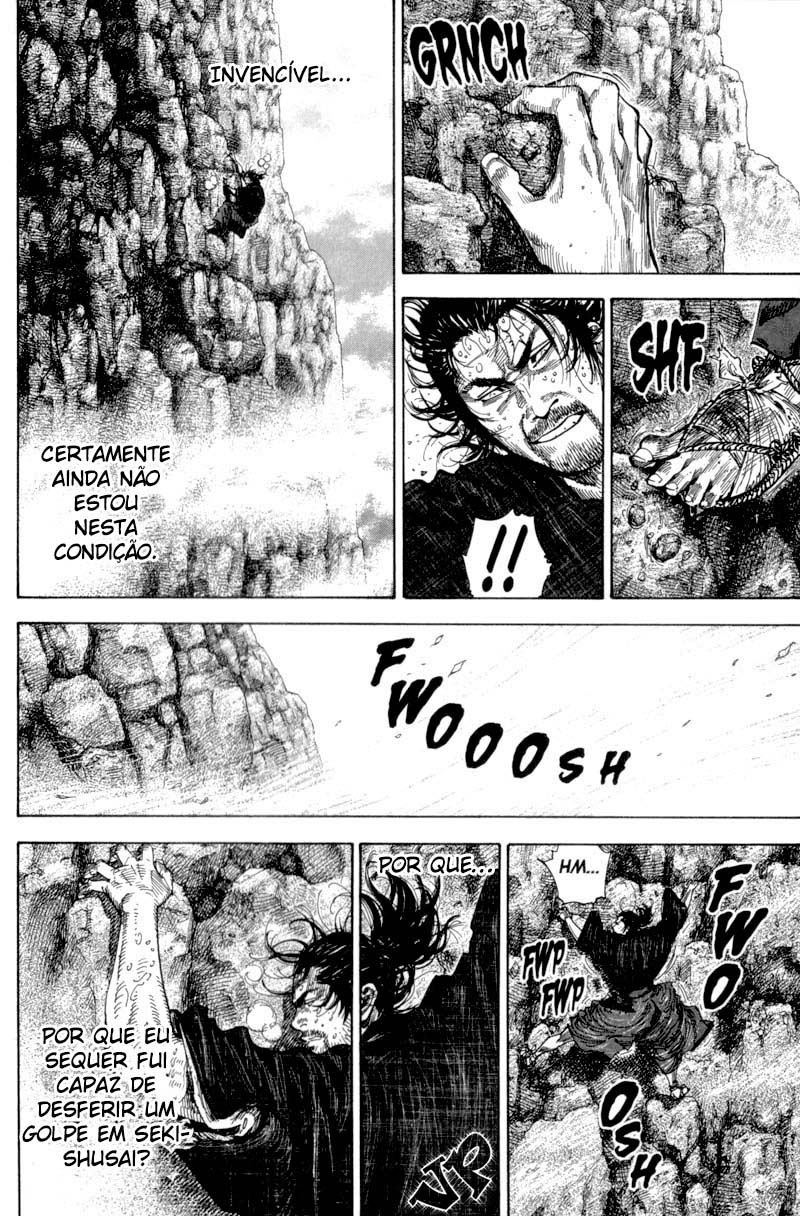 GRNCH
INVENCÍVEL...
CERTAMENTE
AINDA NÃO
ESTOU
NESTA
CONDIÇÃO.
SHF
!!
FWOOOSH
HM...
FWO
FWP
FWP
OSH
POR QUE...
VP
POR QUE EU
SEQUER FUI
CAPAZ DE
DESFERIR UM
GOLPE EM SEKI-
SHUSAI?